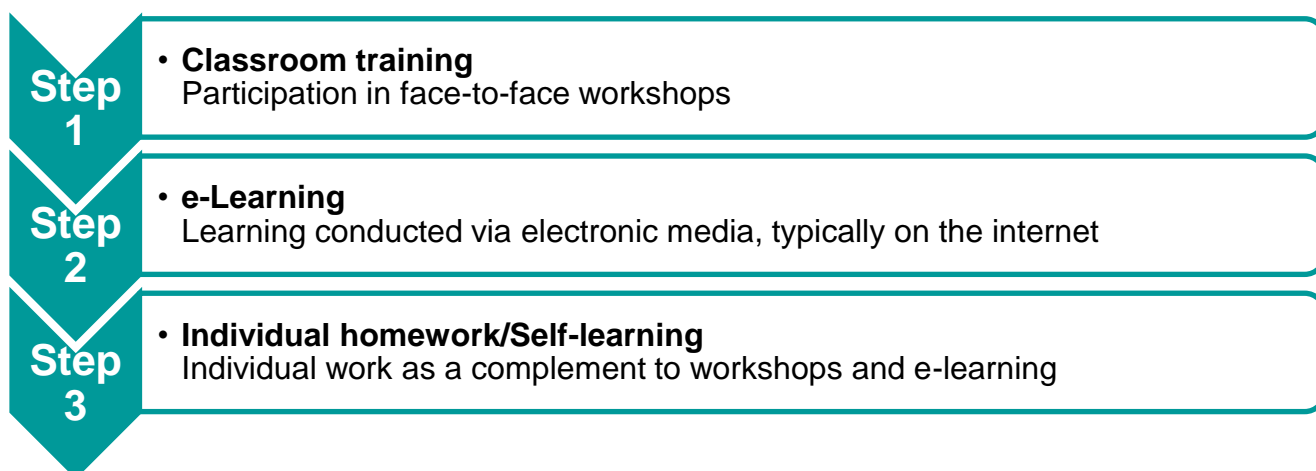 Step
1
• Classroom training
Participation in face-to-face workshops
Step
2
• e-Learning
Learning conducted via electronic media, typically on the internet
Step
3
• Individual homework/Self-learning
Individual work as a complement to workshops and e-learning